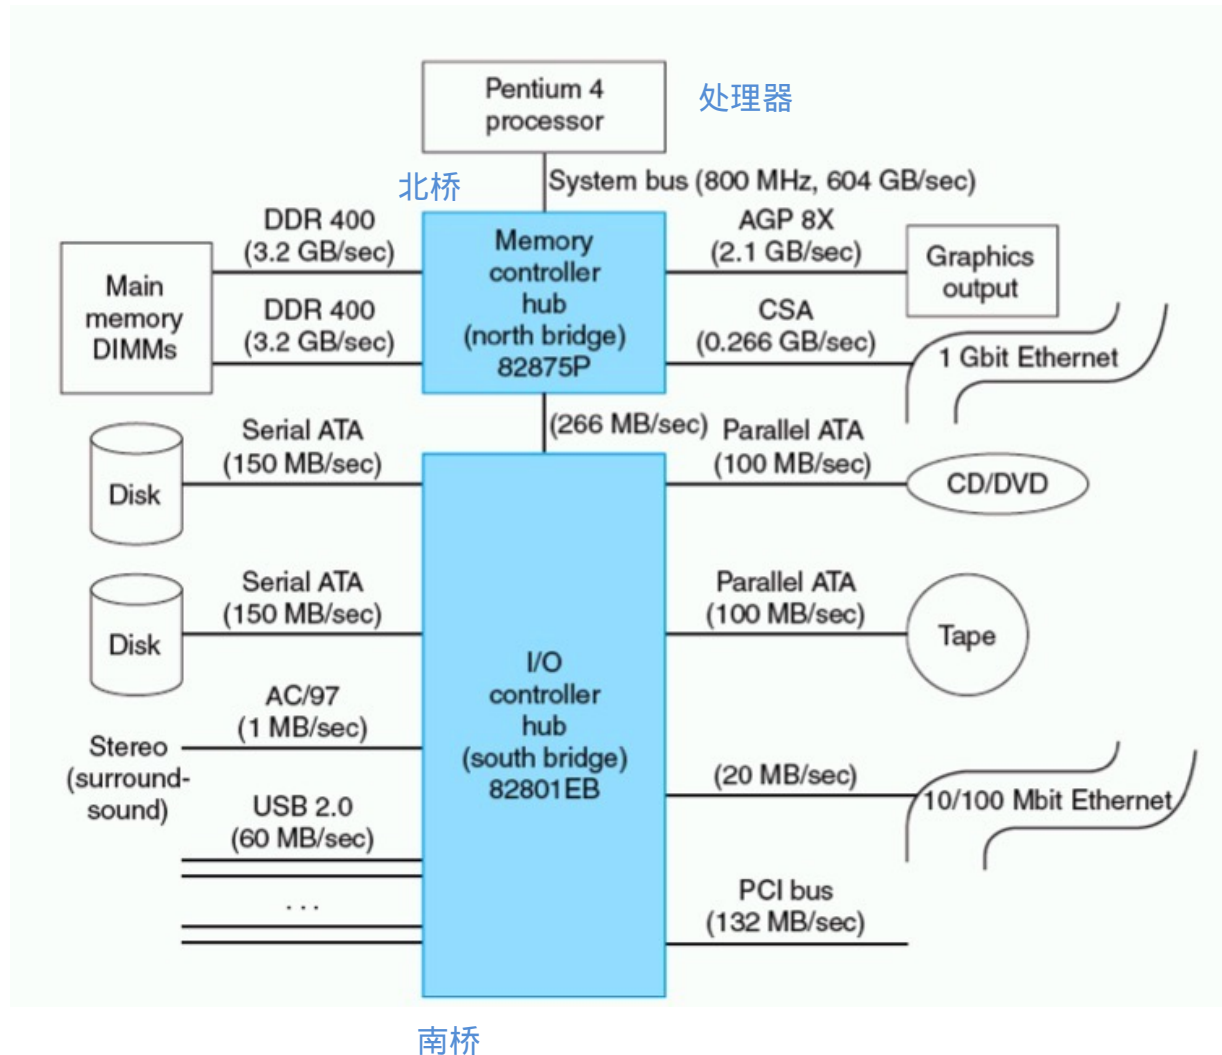 Pentium 4
processor
处理器
北桥
System bus (800 MHz, 604 GB/sec)
DDR 400
(3.2 GB/sec)
AGP 8X
(2.1 GB/sec)
Main
memory
DIMMs
Memory
controller
hub
(north bridge)
82875P
Graphics
output
DDR 400
(3.2 GB/sec)
CSA
(0.266 GB/sec)
1 Gbit Ethernet
(266 MB/sec)
Serial ATA
(150 MB/sec)
Parallel ATA
(100 MB/sec)
Disk
CD/DVD
Serial ATA
(150 MB/sec)
Parallel ATA
(100 MB/sec)
Disk
Tape
I/O
controller
hub
(south bridge)
82801EB
AC/97
(1 MB/sec)
Stereo
(surround-
sound)
(20 MB/sec)
10/100 Mbit Ethernet
USB 2.0
(60 MB/sec)
. . .
PCI bus
(132 MB/sec)
南桥